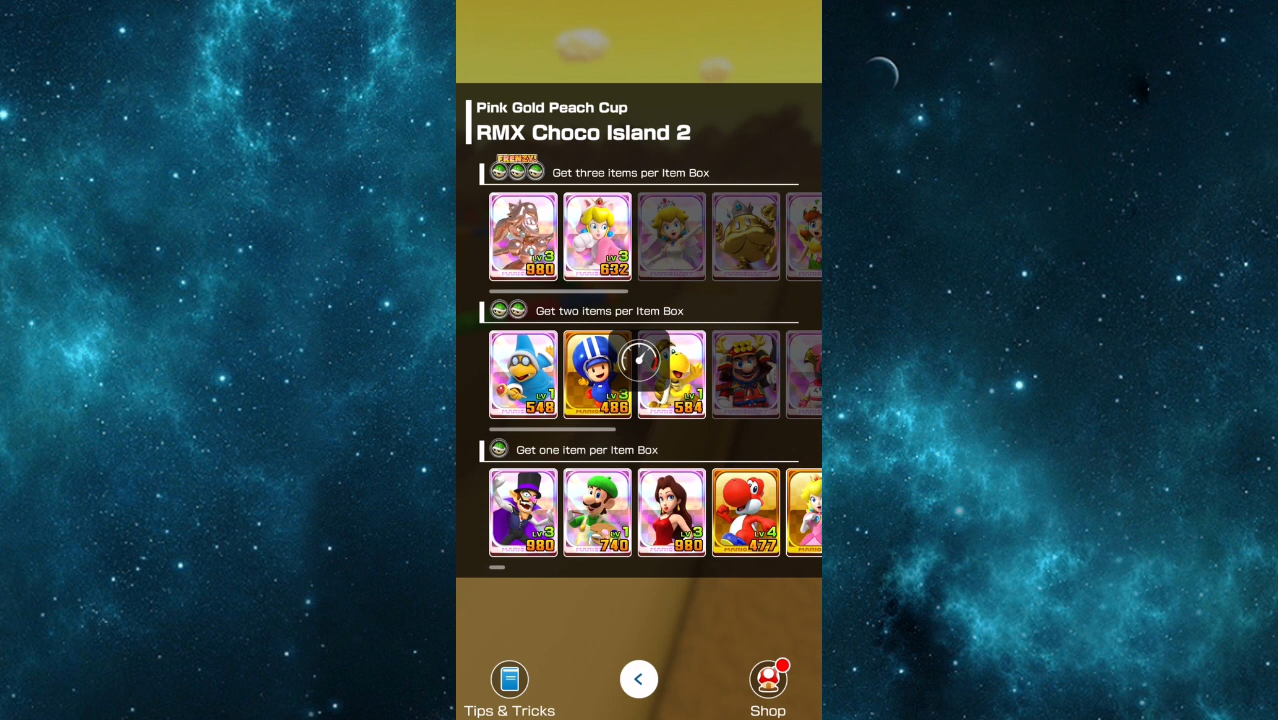 Pink Gold Peach Cup
RMX Choco Island 2
FRENZY!
Get three items per Item Box
LV 3 LV 3
980 632
Get two items per Item Box
LV 1 LV 3 LV 1
548 486 584
Get one item per Item Box
LV 3 LV 1 LV 3 LV 4
980 740 980 477
Tips & Tricks
Shop